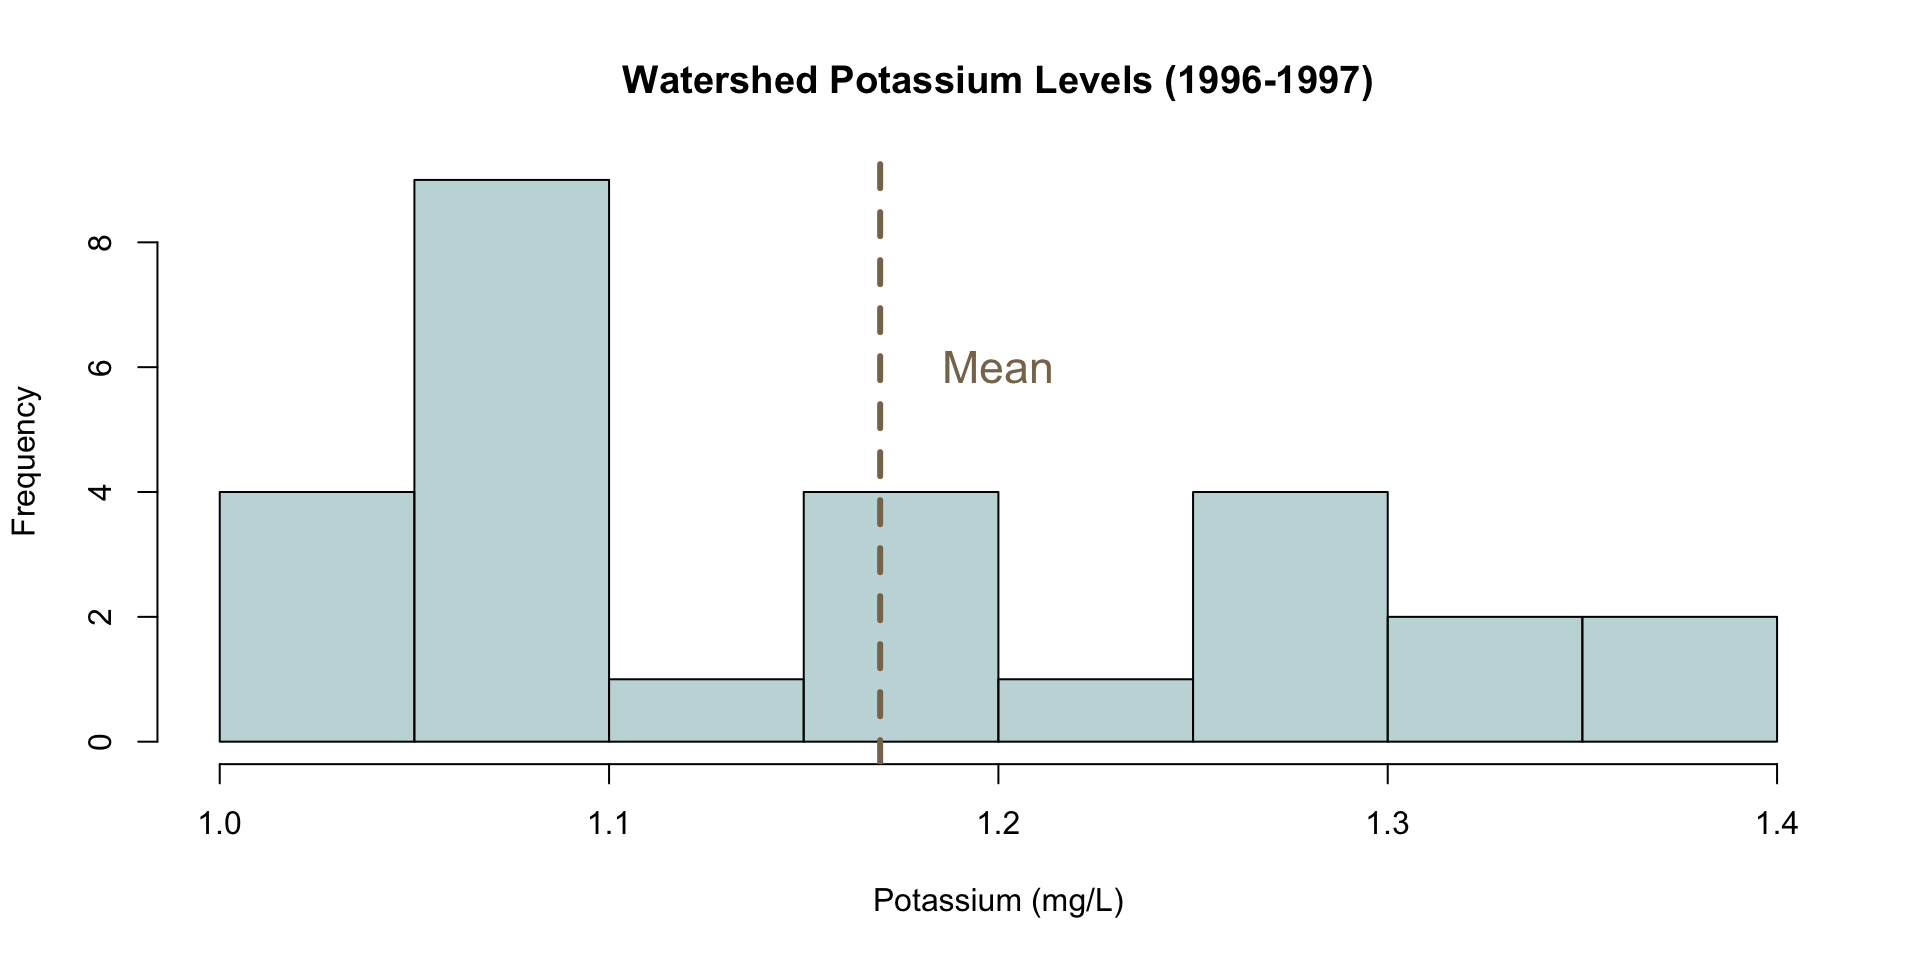 Watershed Potassium Levels (1996-1997)
8
6
4
2
0
Frequency
Mean
1.0 1.1 1.2 1.3 1.4
Potassium (mg/L)